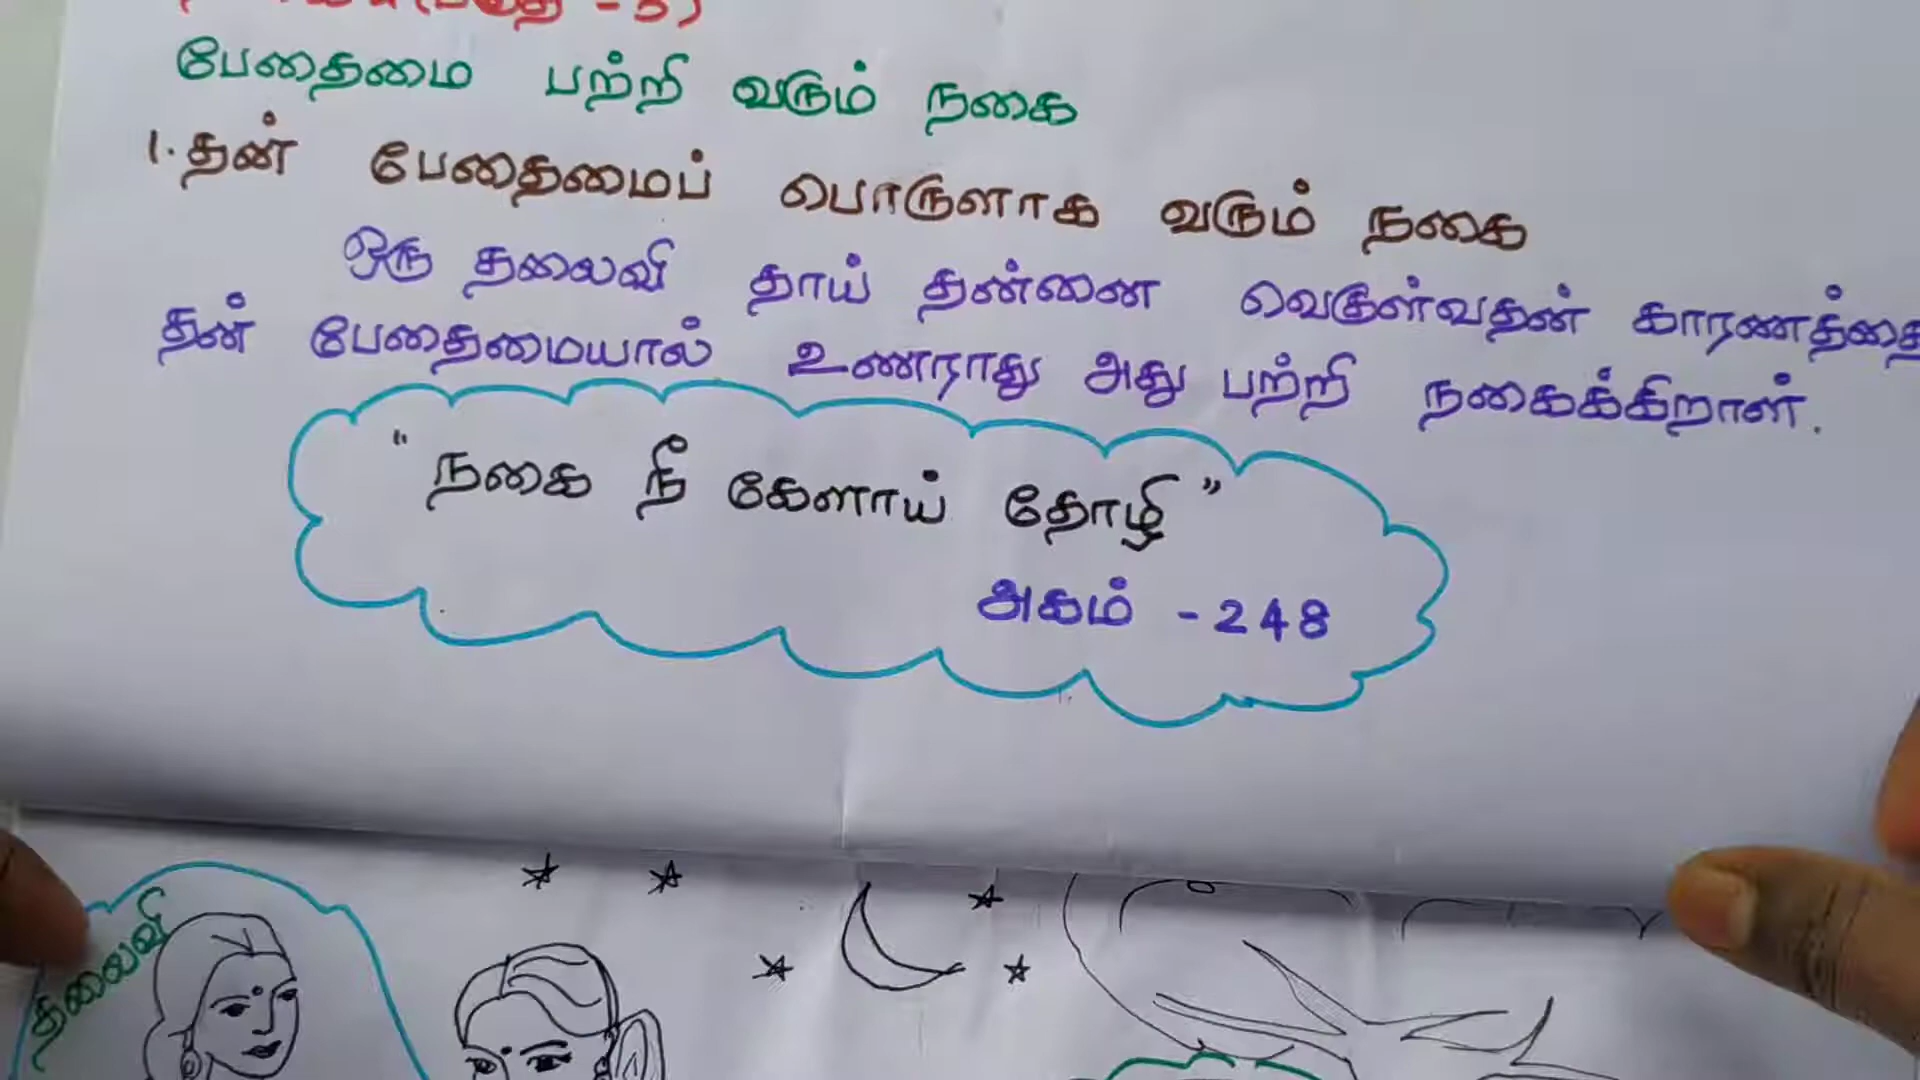 பேதைமை பற்றி வரும் நகை
1. தன் பேதைமைப் பொருளாக வரும் நகை
ஒரு தலைவி தாய் தன்னை வெகுள்வதன் காரணத்தை
தன் பேதைமையால் உணராது அது பற்றி நகைக்கிறாள்.
"நகை நீ கேளாய் தோழி"
அகம் - 248
தலைவி